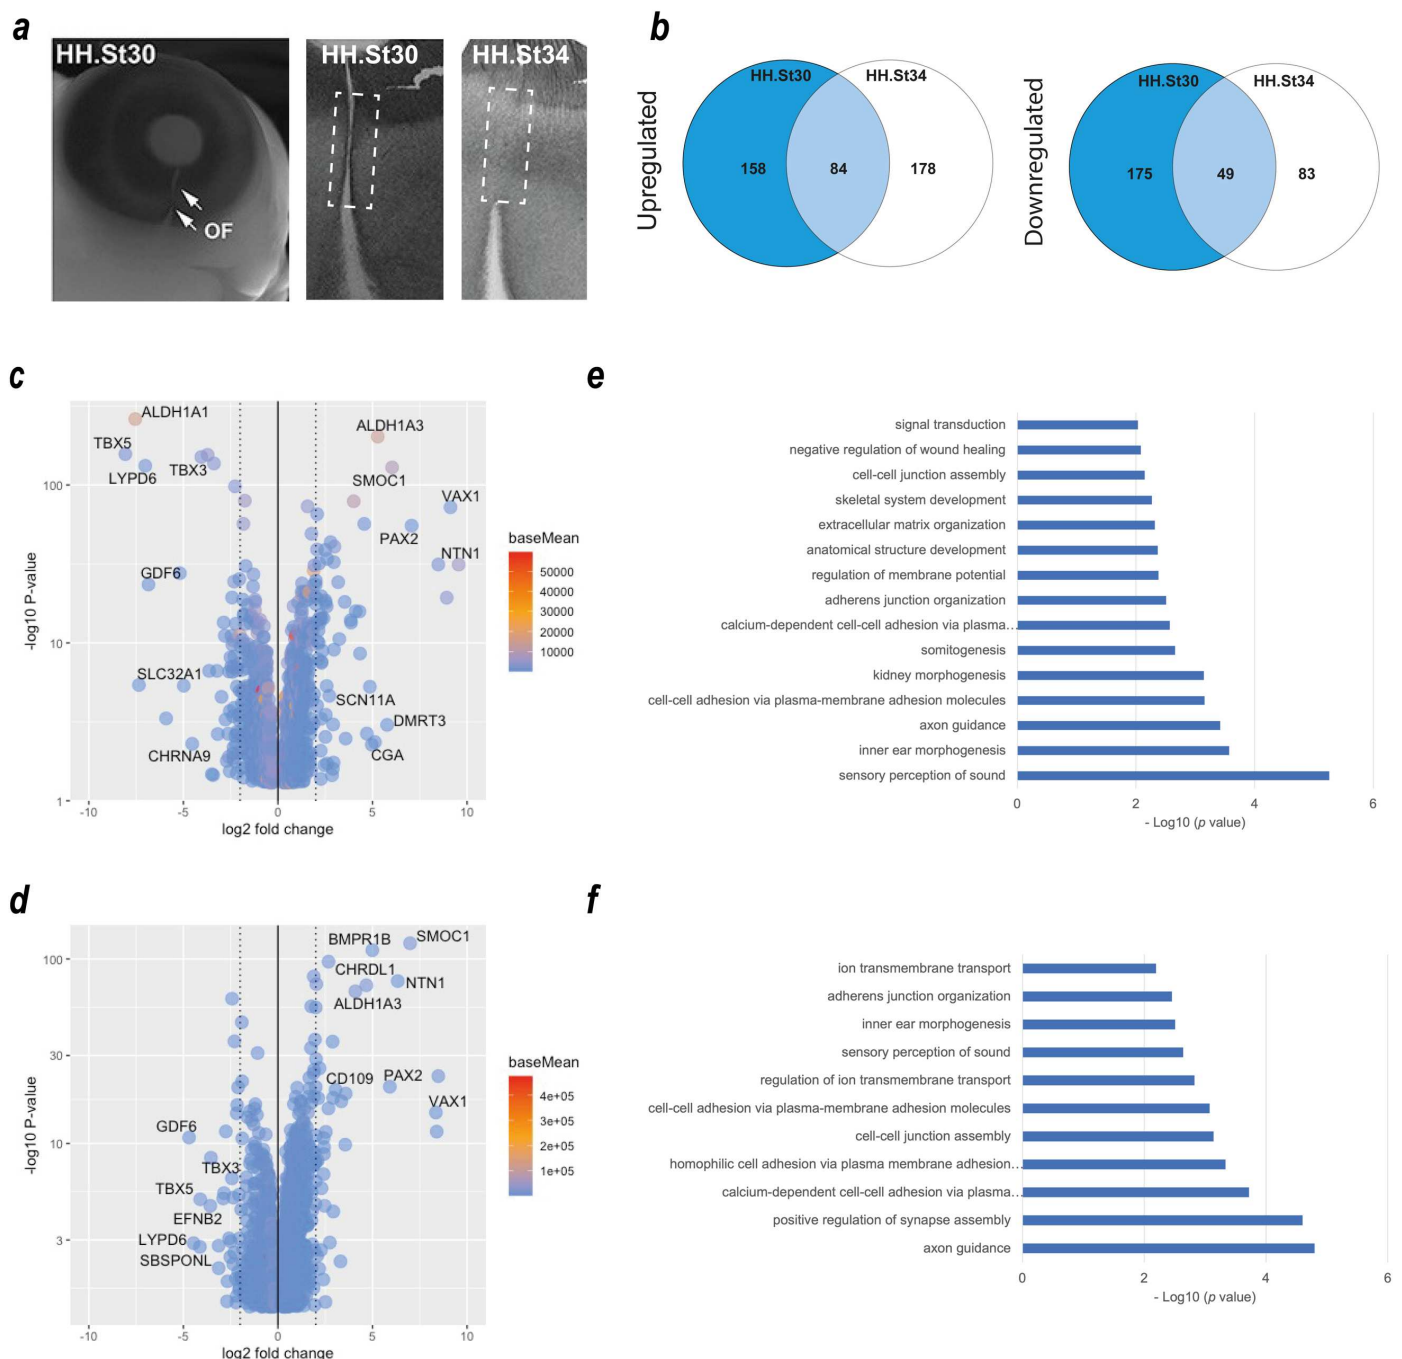 a
HH.St30
OF
HH.St30
HH.St34
b
Upregulated
HH.St30
HH.St34
158
84
178
Downregulated
HH.St30
HH.St34
175
49
83
c
-log10 P-value
100
10
1
ALDH1A1
TBX5
LYPD6
TBX3
GDF6
SLC32A1
CHRNA9
ALDH1A3
SMOC1
VAX1
PAX2
NTN1
SCN11A
DMRT3
CGA
-10
-5
0
5
10
log2 fold change
baseMean
50000
40000
30000
20000
10000
e
signal transduction
negative regulation of wound healing
cell-cell junction assembly
skeletal system development
extracellular matrix organization
anatomical structure development
regulation of membrane potential
adherens junction organization
calcium-dependent cell-cell adhesion via plasma…
somitogenesis
kidney morphogenesis
cell-cell adhesion via plasma-membrane adhesion molecules
axon guidance
inner ear morphogenesis
sensory perception of sound
0
2
4
6
- Log10 (p value)
d
-log10 P-value
100
30
10
3
BMPR1B
SMOC1
CHRDL1
NTN1
ALDH1A3
CD109
PAX2
VAX1
GDF6
TBX3
TBX5
EFNB2
LYPD6
SBSPONL
-10
-5
0
5
10
log2 fold change
baseMean
4e+05
3e+05
2e+05
1e+05
f
ion transmembrane transport
adherens junction organization
inner ear morphogenesis
sensory perception of sound
regulation of ion transmembrane transport
cell-cell adhesion via plasma-membrane adhesion molecules
cell-cell junction assembly
homophilic cell adhesion via plasma membrane adhesion…
calcium-dependent cell-cell adhesion via plasma…
positive regulation of synapse assembly
axon guidance
0
2
4
6
- Log10 (p value)